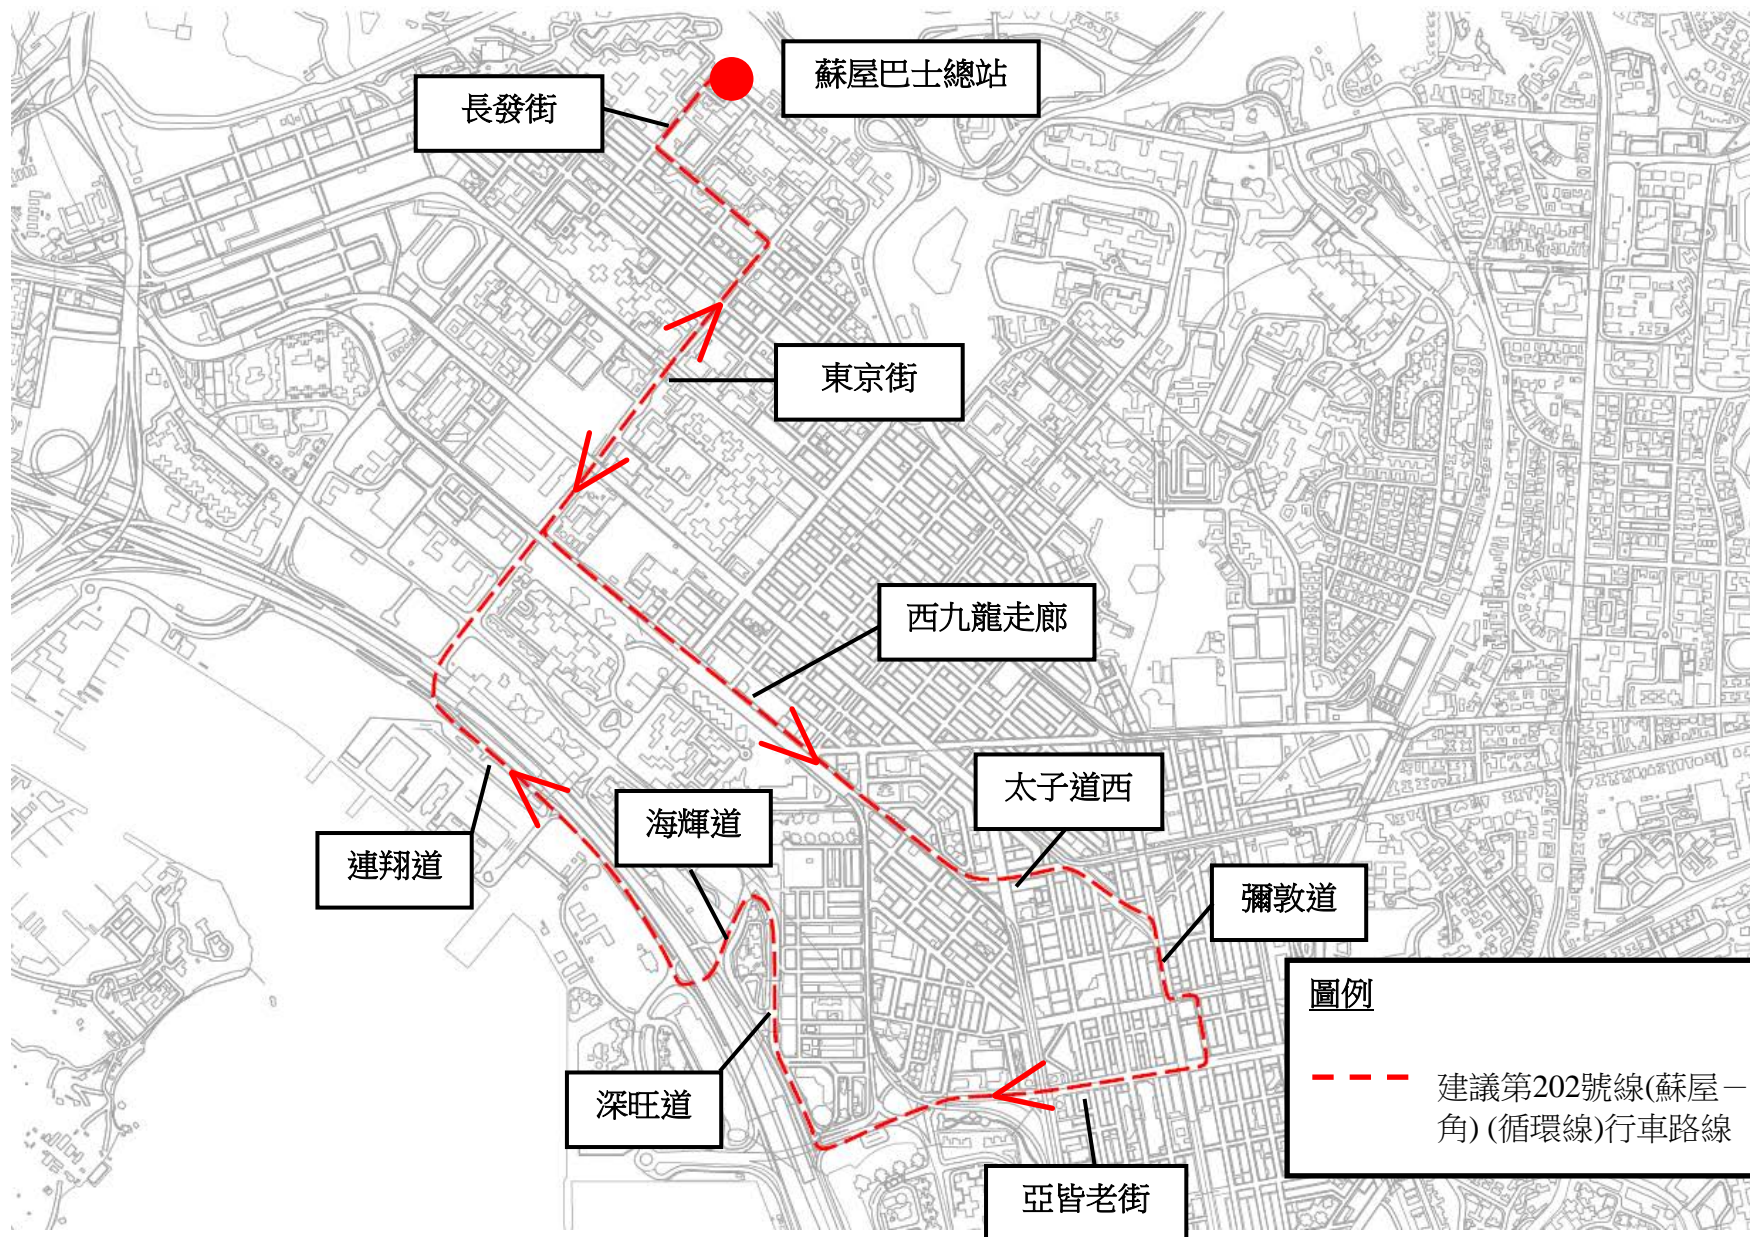 蘇屋巴士總站
長發街
東京街
西九龍走廊
太子道西
海輝道
連翔道
彌敦道
圖例
深旺道
建議第202號線(蘇屋－
角) (循環線)行車路線
亞皆老街